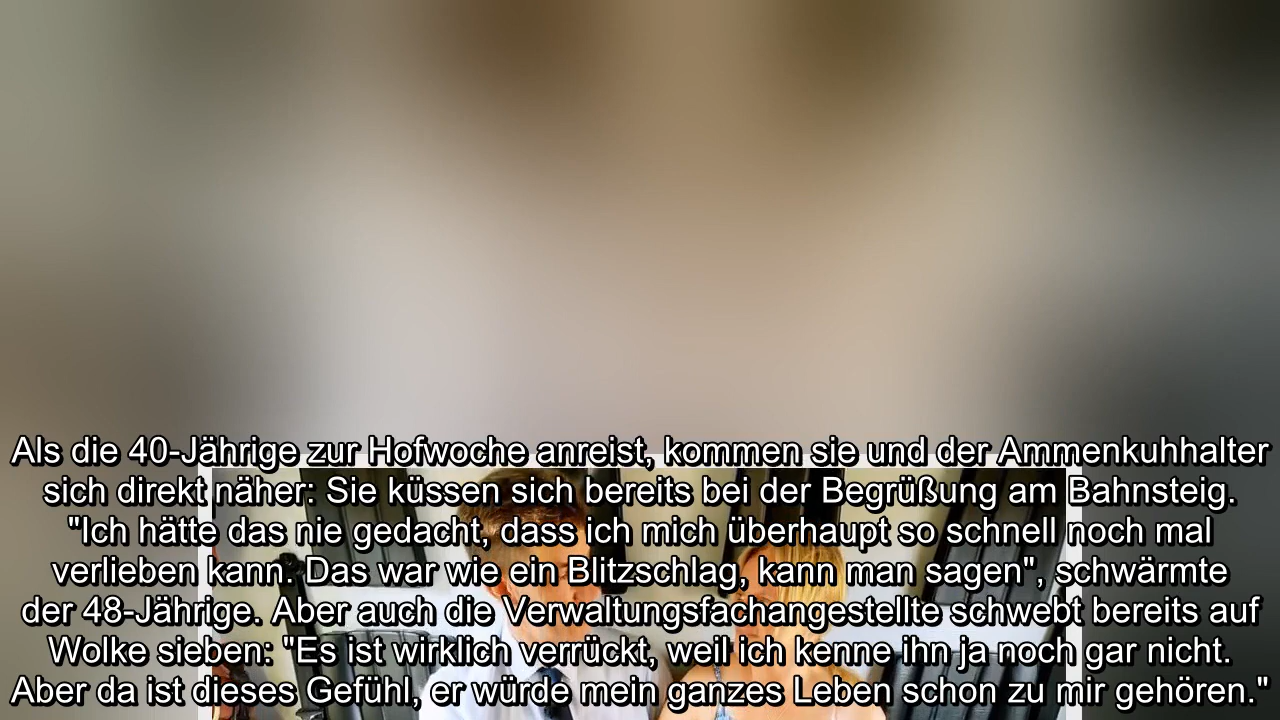 Als die 40-Jährige zur Hofwoche anreist, kommen sie und der Ammenkuhhalter
sich direkt näher: Sie küssen sich bereits bei der Begrüßung am Bahnsteig.
"Ich hätte das nie gedacht, dass ich mich überhaupt so schnell noch mal
verlieben kann. Das war wie ein Blitzschlag, kann man sagen", schwärmte
der 48-Jährige. Aber auch die Verwaltungsfachangestellte schwebt bereits auf
Wolke sieben: "Es ist wirklich verrückt, weil ich kenne ihn ja noch gar nicht.
Aber da ist dieses Gefühl, er würde mein ganzes Leben schon zu mir gehören."